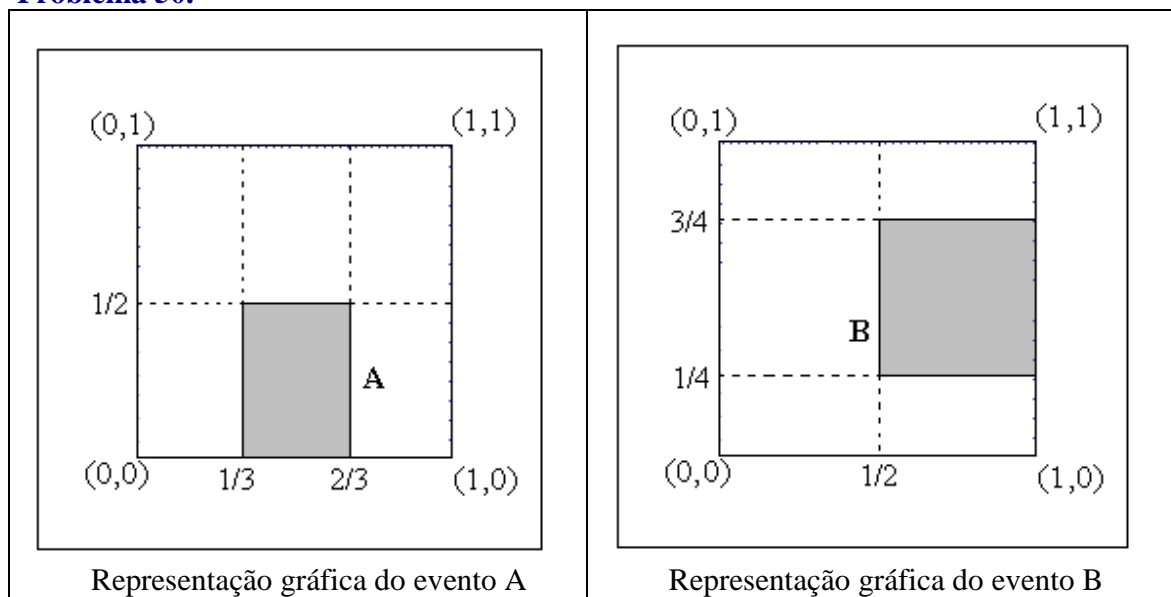 Problema 30.
(0,1) (1,1)
1/2
A
(0,0) 1/3 2/3 (1,0)
Representação gráfica do evento A
(0,1) (1,1)
3/4
B
1/4
(0,0) 1/2 (1,0)
Representação gráfica do evento B